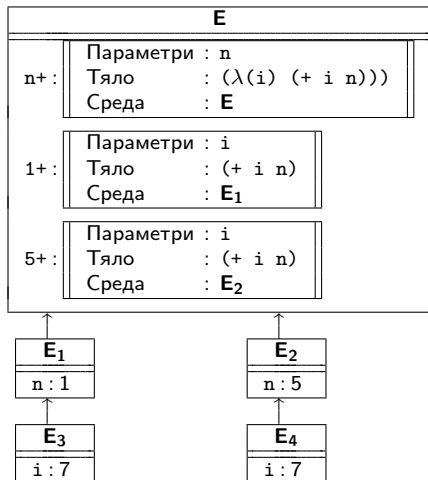 E
Параметри : n
n+ : Тяло : (λ(i) (+ i n)))
Среда : E
Параметри : i
1+ : Тяло : (+ i n)
Среда : E₁
Параметри : i
5+ : Тяло : (+ i n)
Среда : E₂
E₁ E₂
n : 1 n : 5
E₃ E₄
i : 7 i : 7